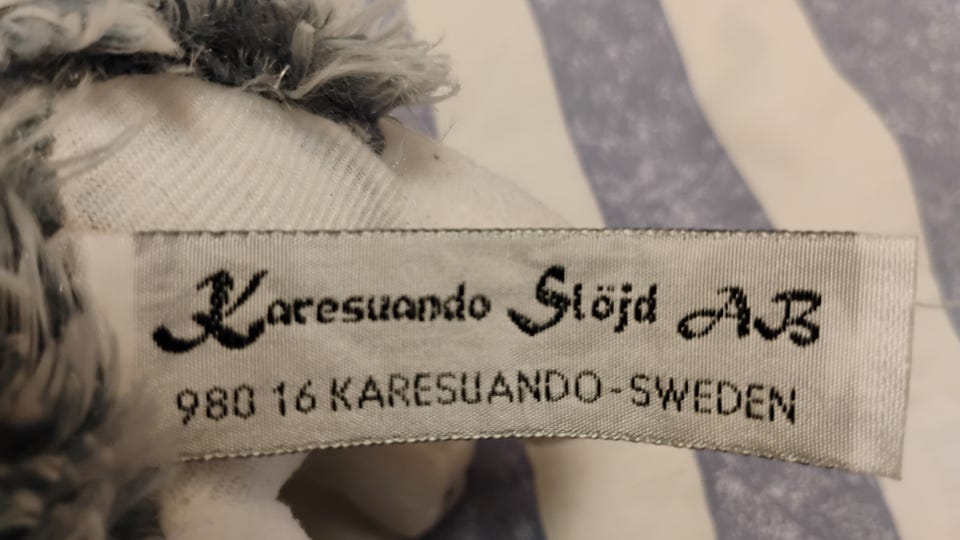 Karesuando Slöjd AB
980 16 KARESUANDO-SWEDEN